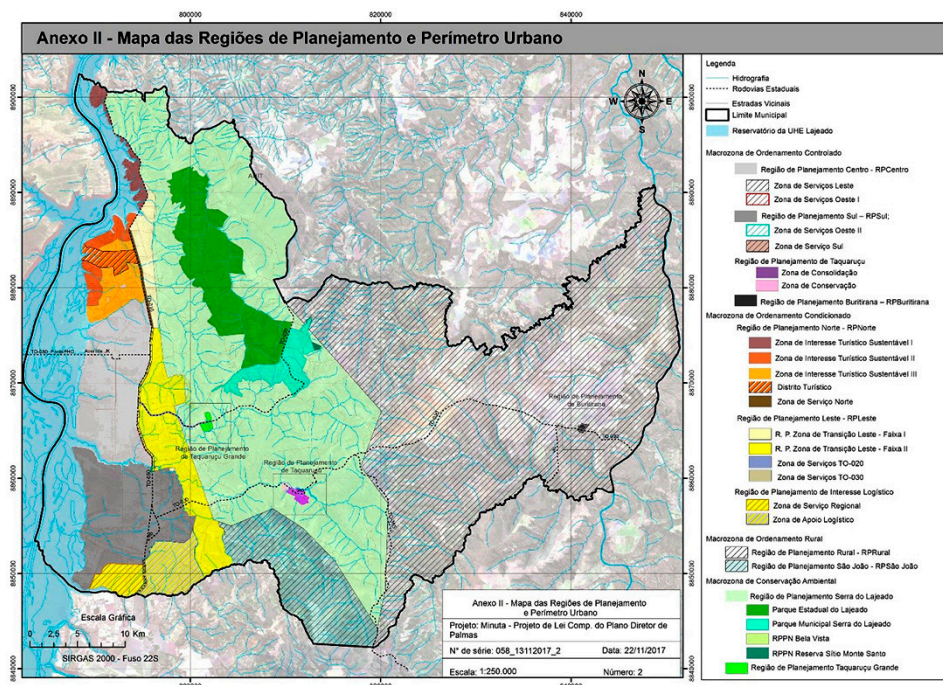 800000 820000 840000
Anexo II - Mapa das Regiões de Planejamento e Perímetro Urbano
Legenda
Hidrografia
Rodovias Estaduais
Estradas Vicinais
Limite Municipal
Reservatório da UHE Lajeado
Macrozona de Ordenamento Controlado
Região de Planejamento Centro - RPCentro
Zona de Serviços Leste
Zona de Serviços Oeste I
Região de Planejamento Sul – RPSul;
Zona de Serviços Oeste II
Zona de Serviço Sul
Região de Planejamento de Taquaruçu
Zona de Consolidação
Zona de Conservação
Região de Planejamento Buritirana – RPBuritirana
Macrozona de Ordenamento Condicionado
Região de Planejamento Norte - RPNorte
Zona de Interesse Turístico Sustentável I
Zona de Interesse Turístico Sustentável II
Zona de Interesse Turístico Sustentável III
Distrito Turístico
Zona de Serviço Norte
Região de Planejamento Leste - RPLeste
R. P. Zona de Transição Leste - Faixa I
R. P. Zona de Transição Leste - Faixa II
Zona de Serviços TO-020
Zona de Serviços TO-030
Região de Planejamento de Interesse Logístico
Zona de Serviço Regional
Zona de Apoio Logístico
Macrozona de Ordenamento Rural
Região de Planejamento Rural - RPRural
Região de Planejamento São João - RPSão João
Macrozona de Conservação Ambiental
Região de Planejamento Serra do Lajeado
Parque Estadual do Lajeado
Parque Municipal Serra do Lajeado
RPPN Bela Vista
RPPN Reserva Sítio Monte Santo
Região de Planejamento Taquaruçu Grande
N
W E
S
8900000
8890000
8880000
8870000
8860000
8850000
8840000
Região de Planejamento
de Buritirana
Região de Planejamento
de Taquaruçu Grande
Região de Planejamento
de Taquaruçu
Escala Gráfica
0 2,5 5 10 Km
SIRGAS 2000 - Fuso 22S
Anexo II - Mapa das Regiões de Planejamento
e Perímetro Urbano
Projeto: Minuta - Projeto de Lei Comp. do Plano Diretor de
Palmas
N° de série: 058_13112017_2 Data: 22/11/2017
Escala: 1:250.000 Número: 2